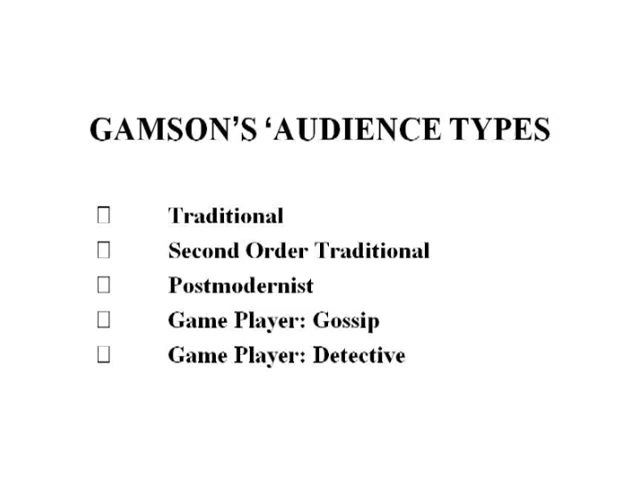 GAMSON’S ‘AUDIENCE TYPES
Traditional
Second Order Traditional
Postmodernist
Game Player: Gossip
Game Player: Detective